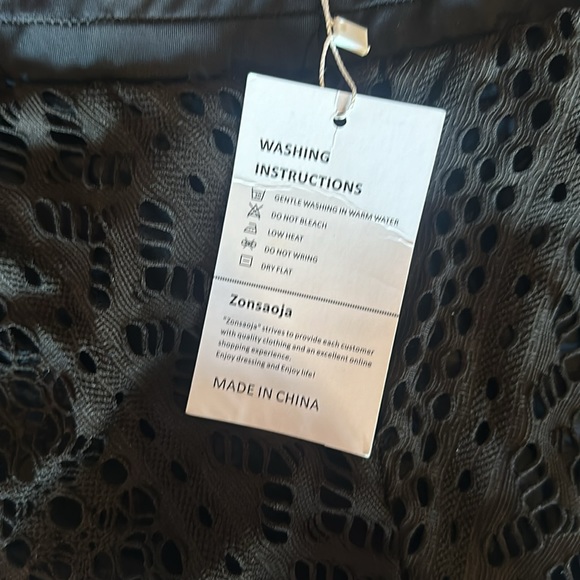 WASHING
INSTRUCTIONS
GENTLE WASHING IN WARM WATER
DO NOT BLEACH
LOW HEAT
DO NOT WRING
DRY FLAT
Zonsaoja
"Zonsaoja" strives to provide each customer
with quality clothing and an excellent online
shopping experience.
Enjoy dressing and Enjoy life!
MADE IN CHINA